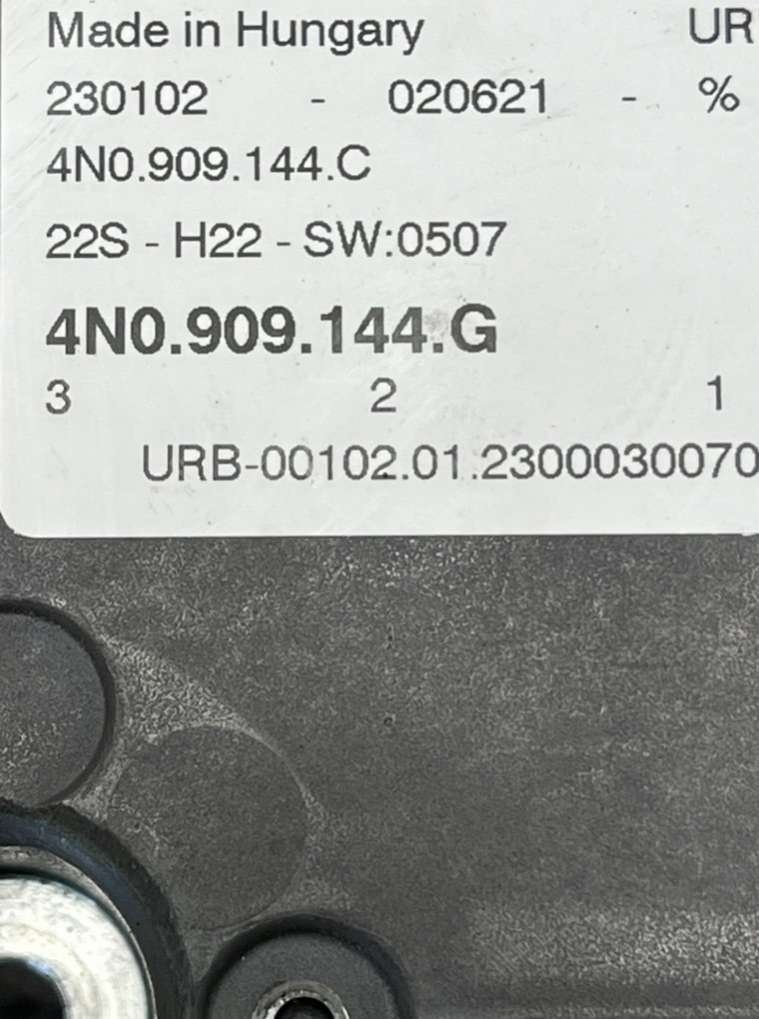 Made in Hungary UR
230102 - 020621 - %
4N0.909.144.C
22S - H22 - SW:0507
4N0.909.144.G
3 2 1
URB-00102.01.2300030070